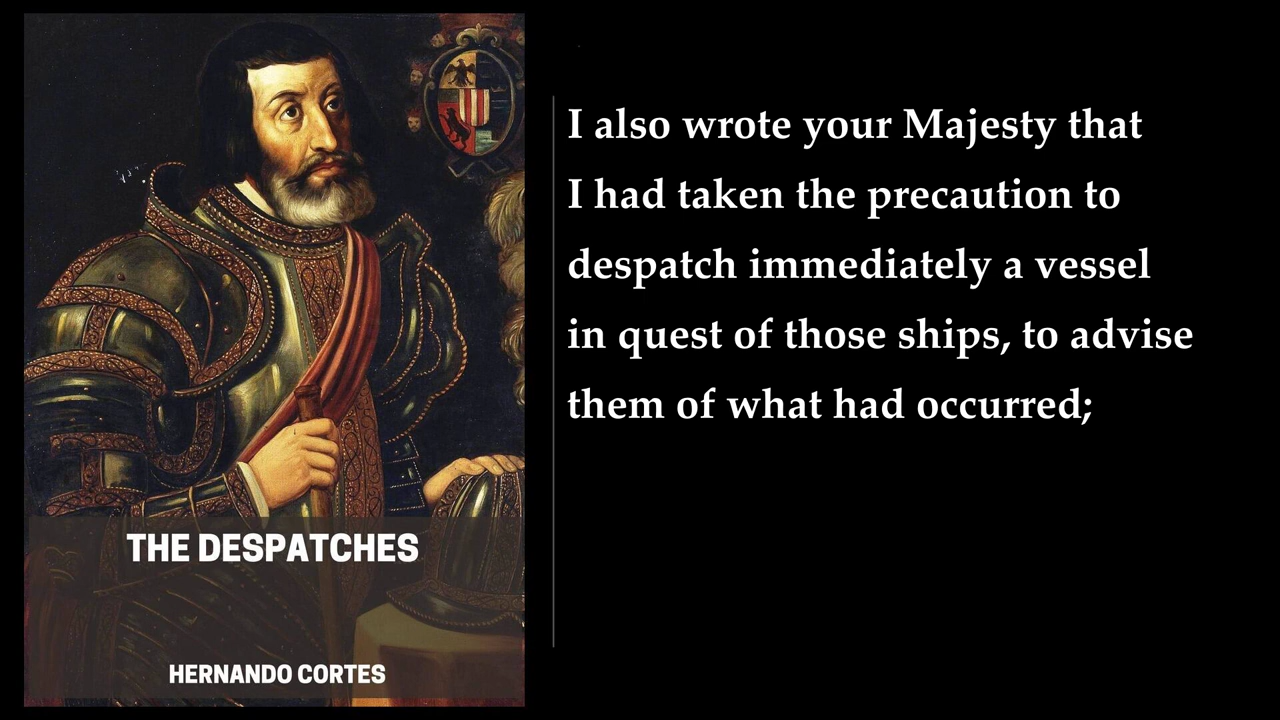 THE DESPATCHES
HERNANDO CORTES
I also wrote your Majesty that
I had taken the precaution to
despatch immediately a vessel
in quest of those ships, to advise
them of what had occurred;